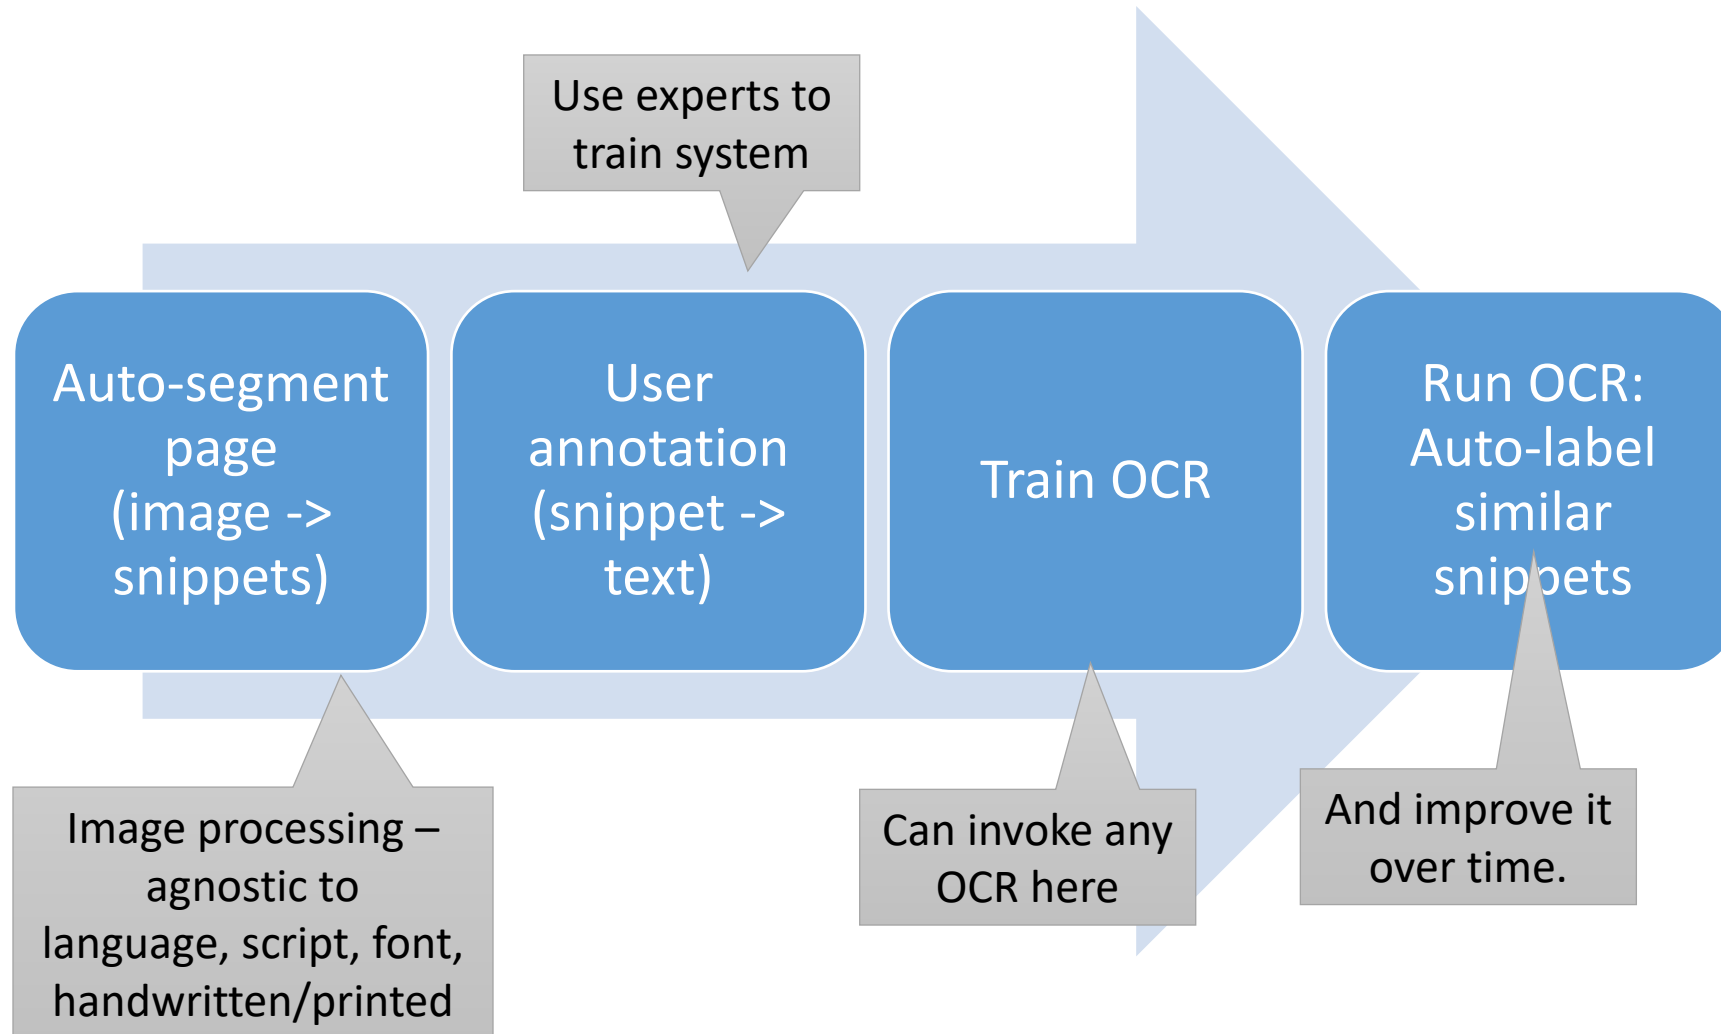 Use experts to
train system
Auto-segment
page
(image ->
snippets)
User
annotation
(snippet ->
text)
Train OCR
Run OCR:
Auto-label
similar
snippets
Image processing –
agnostic to
language, script, font,
handwritten/printed
Can invoke any
OCR here
And improve it
over time.